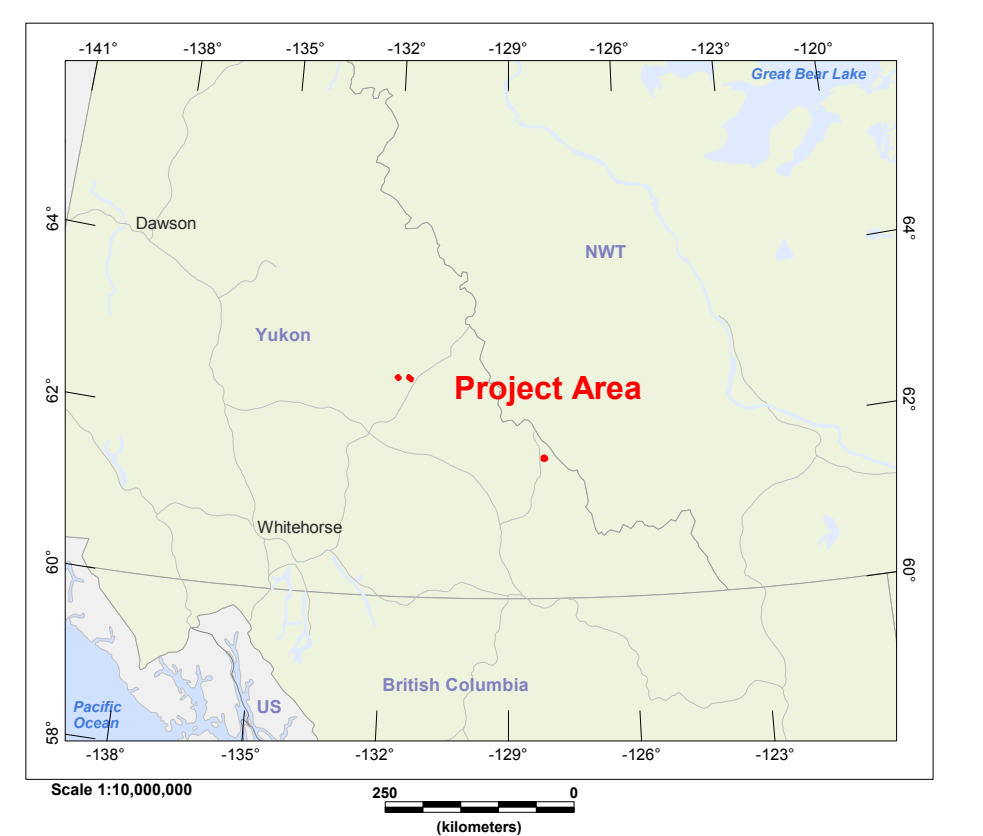 -141° -138° -135° -132° -129° -126° -123° -120°
Great Bear Lake
64° Dawson 64°
NWT
Yukon
62° Project Area 62°
Whitehorse
60° 60°
British Columbia
Pacific
Ocean
US
58°
-138° -135° -132° -129° -126° -123°
Scale 1:10,000,000
250 0
(kilometers)